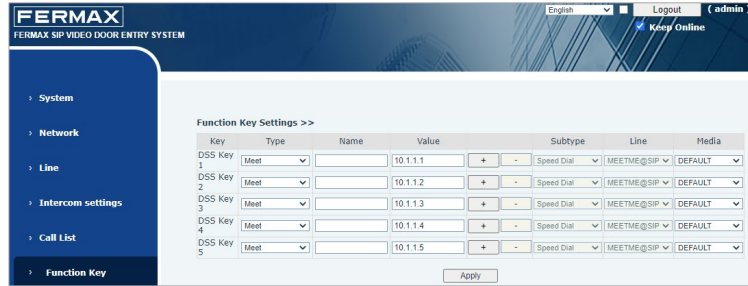 FERMAX
FERMAX SIP VIDEO DOOR ENTRY SYSTEM
English Logout ( admin )
Keep Online
› System
› Network
› Line
› Intercom settings
› Call List
› Function Key
Function Key Settings >>
Key Type Name Value Subtype Line Media
DSS Key 1 Meet 10.1.1.1 + - Speed Dial MEETME@SIP DEFAULT
DSS Key 2 Meet 10.1.1.2 + - Speed Dial MEETME@SIP DEFAULT
DSS Key 3 Meet 10.1.1.3 + - Speed Dial MEETME@SIP DEFAULT
DSS Key 4 Meet 10.1.1.4 + - Speed Dial MEETME@SIP DEFAULT
DSS Key 5 Meet 10.1.1.5 + - Speed Dial MEETME@SIP DEFAULT
Apply